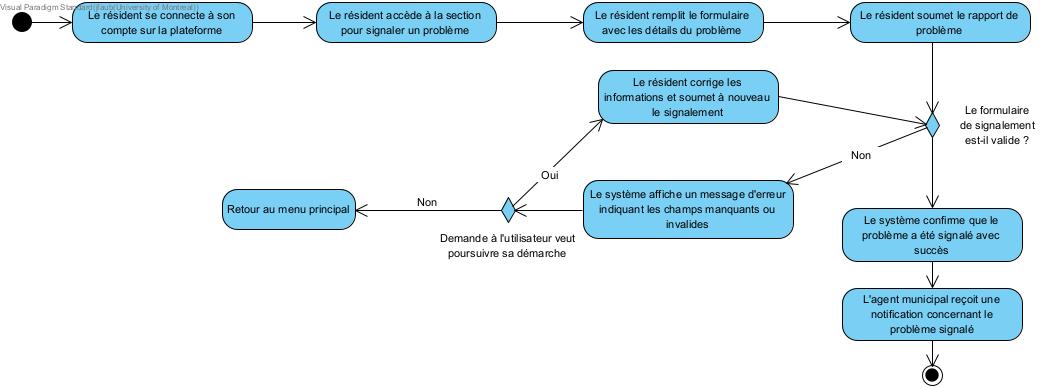 Visual Paradigm Standard(ilaub(University of Montreal))
Le résident se connecte à son
compte sur la plateforme
Le résident accède à la section
pour signaler un problème
Le résident remplit le formulaire
avec les détails du problème
Le résident soumet le rapport de
problème
Le résident corrige les
informations et soumet à nouveau
le signalement
Le formulaire
de signalement
est-il valide ?
Non
Oui
Le système affiche un message d'erreur
indiquant les champs manquants ou
invalides
Non
Retour au menu principal
Demande à l'utilisateur veut
poursuivre sa démarche
Le système confirme que le
problème a été signalé avec
succès
L'agent municipal reçoit une
notification concernant le
problème signalé